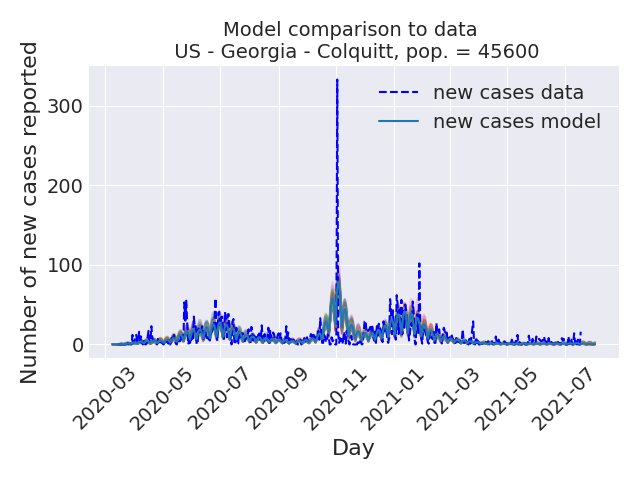 Model comparison to data
US - Georgia - Colquitt, pop. = 45600
Number of new cases reported
300
200
100
0
new cases data
new cases model
2020-03
2020-05
2020-07
2020-09
2020-11
2021-01
2021-03
2021-05
2021-07
Day